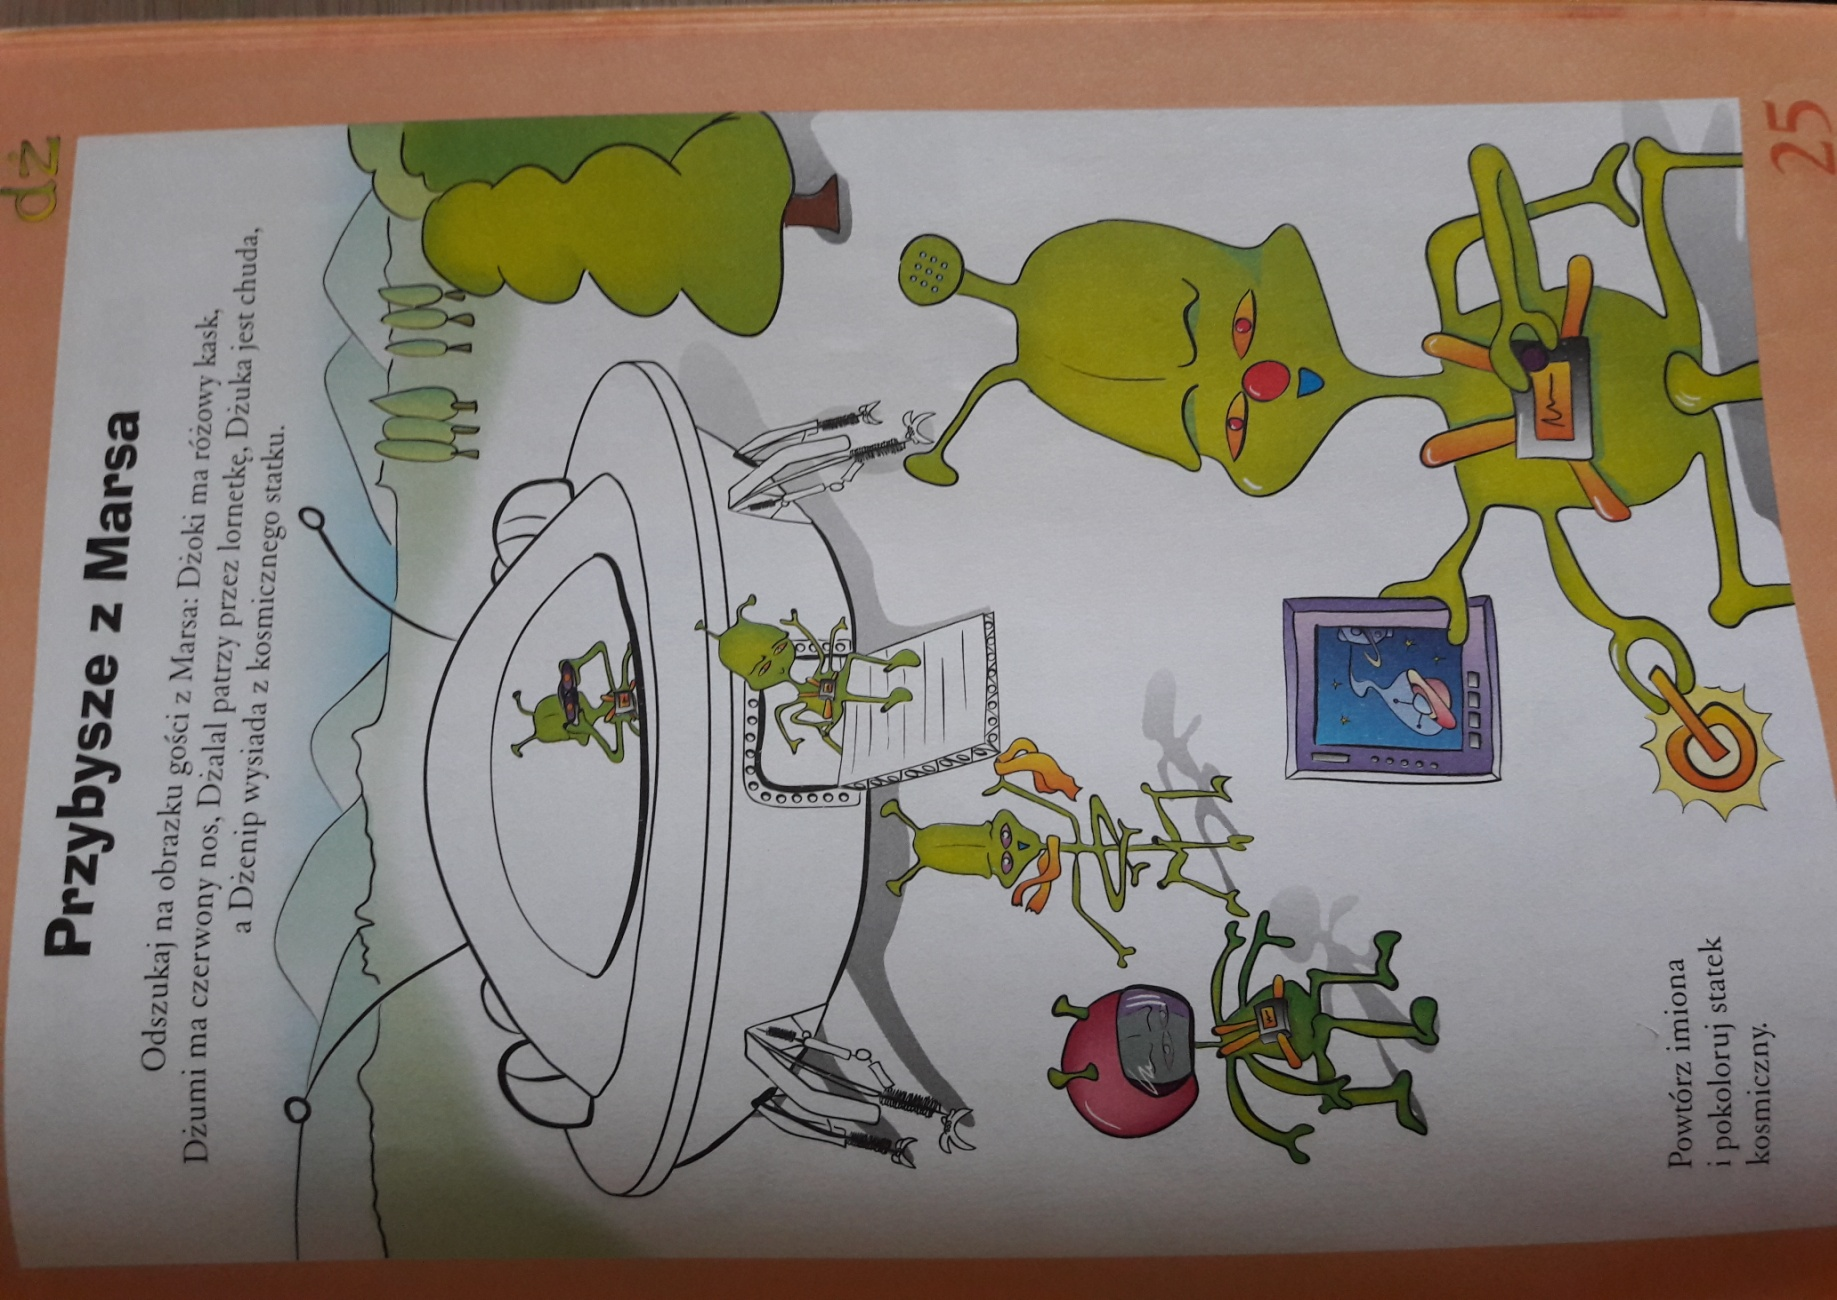 dż
Przybysze z Marsa
Odszukaj na obrazku gości z Marsa: Dżoki ma różowy kask,
Dżumi ma czerwony nos, Dżalal patrzy przez lornetkę, Dżuka jest chuda,
a Dżenip wysiada z kosmicznego statku.
Powtórz imiona
i pokoloruj statek
kosmiczny.
25